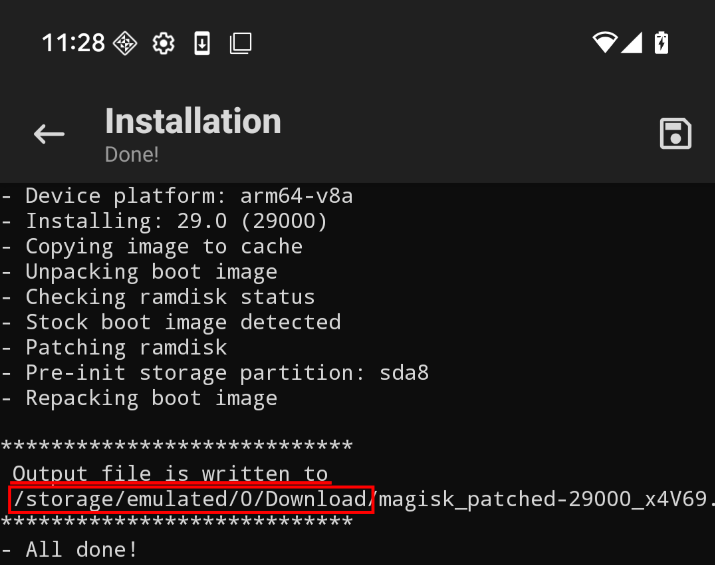 11:28
Installation
Done!
- Device platform: arm64-v8a
- Installing: 29.0 (29000)
- Copying image to cache
- Unpacking boot image
- Checking ramdisk status
- Stock boot image detected
- Patching ramdisk
- Pre-init storage partition: sda8
- Repacking boot image
****************************
Output file is written to
/storage/emulated/0/Download/magisk_patched-29000_x4V69.
****************************
- All done!